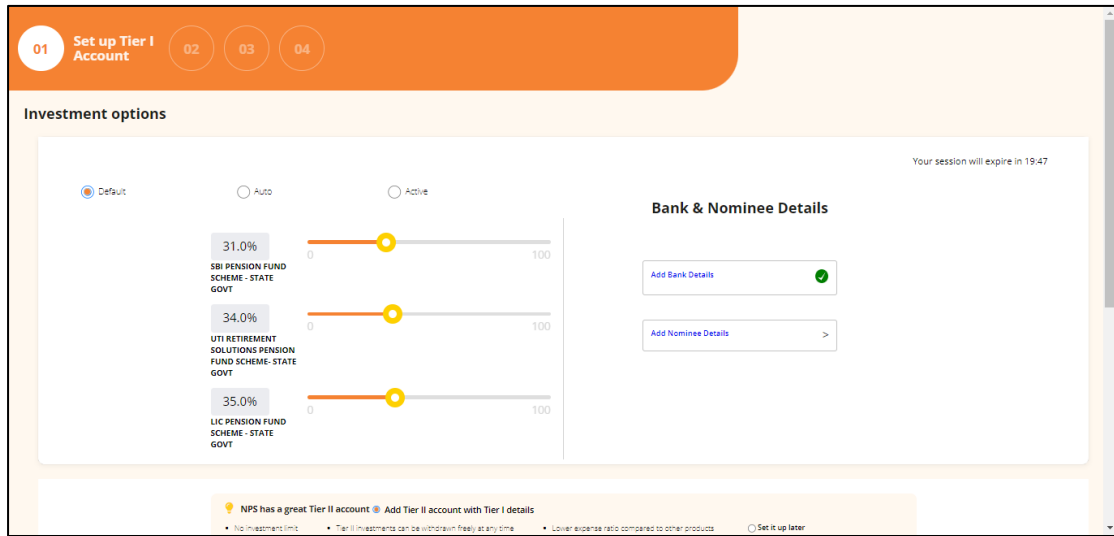 01
Set up Tier I
Account
02
03
04
Investment options
Your session will expire in 19:47
Default
Auto
Active
31.0%
0
100
SBI PENSION FUND
SCHEME - STATE
GOVT
34.0%
0
100
UTI RETIREMENT
SOLUTIONS PENSION
FUND SCHEME- STATE
GOVT
35.0%
0
100
LIC PENSION FUND
SCHEME - STATE
GOVT
Bank & Nominee Details
Add Bank Details
Add Nominee Details >
NPS has a great Tier II account Add Tier II account with Tier I details
• No investment limit • Tier II investments can be withdrawn freely at any time • Lower expense ratio compared to other products Set it up later